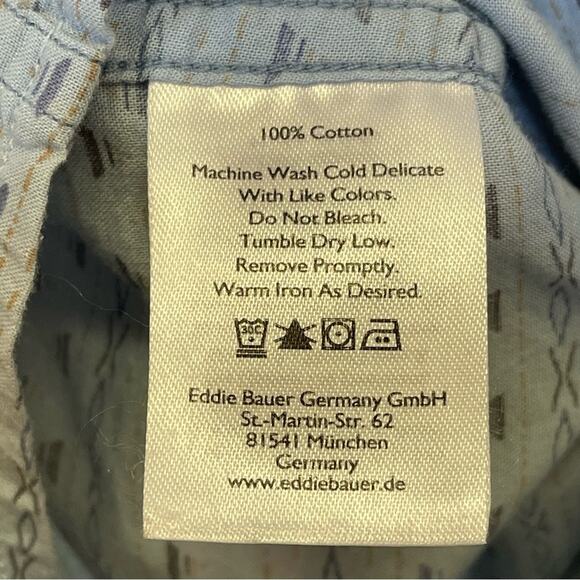 100% Cotton
Machine Wash Cold Delicate
With Like Colors.
Do Not Bleach.
Tumble Dry Low.
Remove Promptly.
Warm Iron As Desired.
30C
Eddie Bauer Germany GmbH
St.-Martin-Str. 62
81541 München
Germany
www.eddiebauer.de